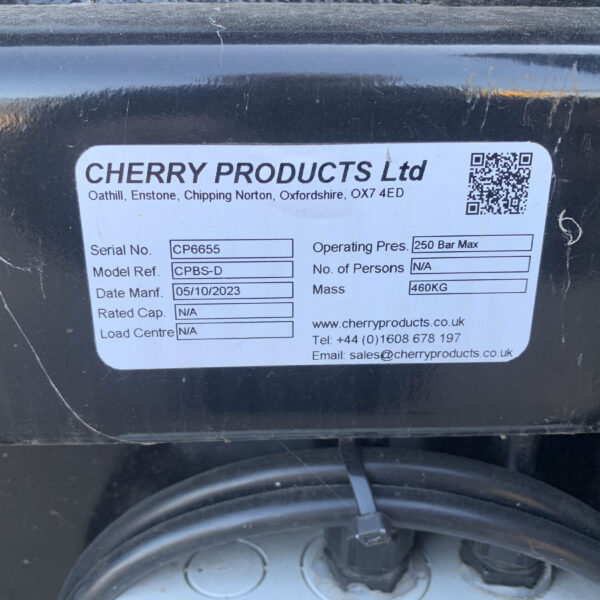 CHERRY PRODUCTS Ltd
Oathill, Enstone, Chipping Norton, Oxfordshire, OX7 4ED
Serial No. CP6655
Model Ref. CPBS-D
Date Manf. 05/10/2023
Rated Cap. N/A
Load Centre N/A
Operating Pres. 250 Bar Max
No. of Persons N/A
Mass 460KG
www.cherryproducts.co.uk
Tel: +44 (0)1608 678 197
Email: sales@cherryproducts.co.uk